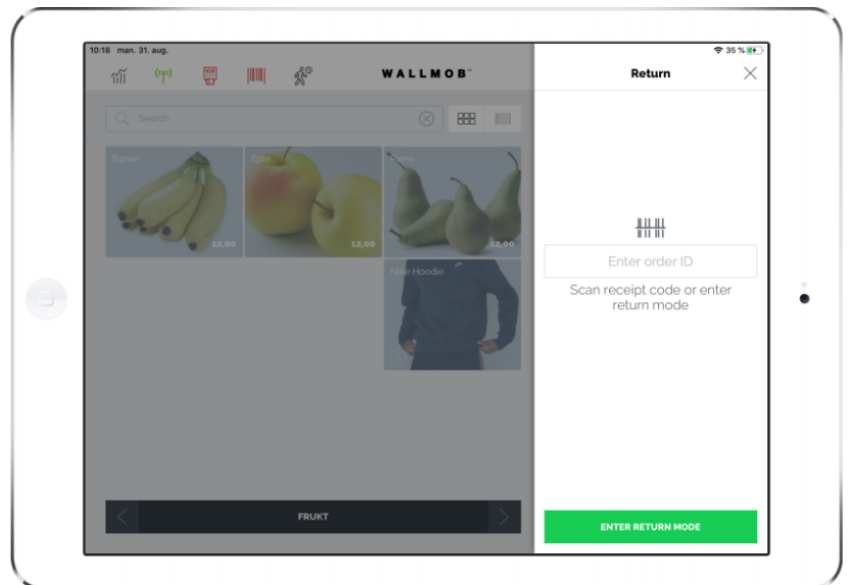 10:18 man. 31. aug.
35 %
WALLMOB™
Return
Search
Banan
Eple
Pære
12,00
12,00
12,00
Nike Hoodie
Enter order ID
Scan receipt code or enter
return mode
FRUKT
ENTER RETURN MODE